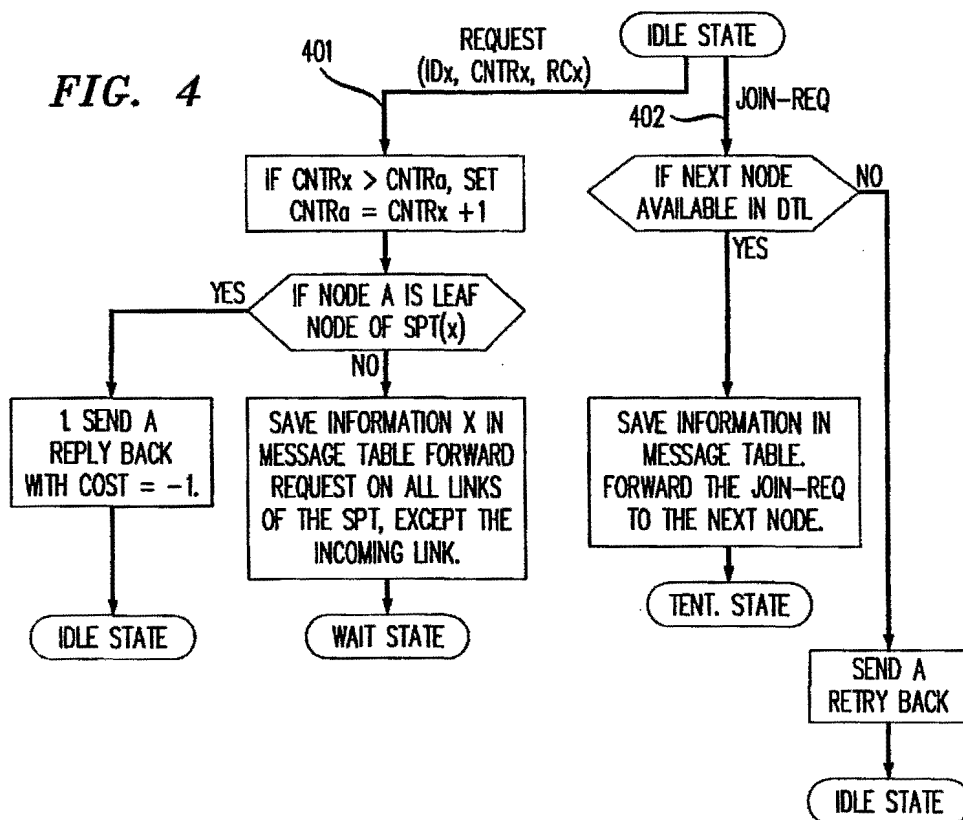 FIG. 4
401
REQUEST
(IDx, CNTRx, RCx)
IDLE STATE
402
JOIN-REQ
IF CNTRx > CNTRa, SET
CNTRa = CNTRx +1
IF NEXT NODE
AVAILABLE IN DTL
NO
YES
YES
IF NODE A IS LEAF
NODE OF SPT(x)
NO
1. SEND A
REPLY BACK
WITH COST = -1.
SAVE INFORMATION X IN
MESSAGE TABLE FORWARD
REQUEST ON ALL LINKS
OF THE SPT, EXCEPT THE
INCOMING LINK.
SAVE INFORMATION IN
MESSAGE TABLE.
FORWARD THE JOIN-REQ
TO THE NEXT NODE.
IDLE STATE
WAIT STATE
TENT. STATE
SEND A
RETRY BACK
IDLE STATE